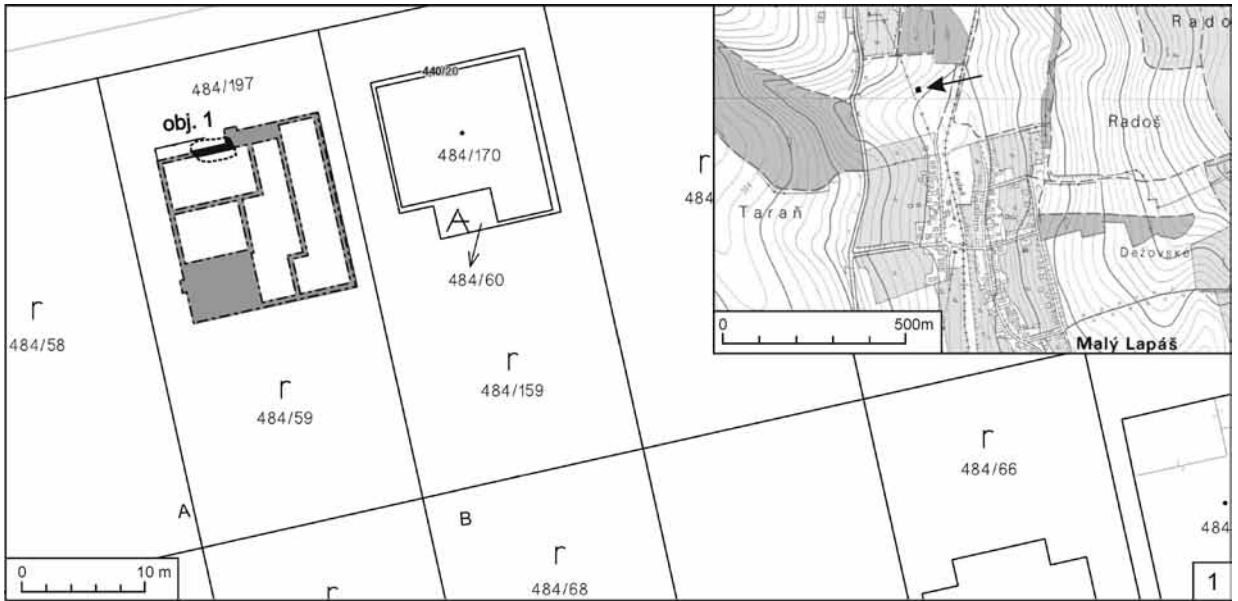 484/197
obj. 1
440/20
484/170
A
484/60
r
484/58
r
484/59
r
484/159
r
484
A
B
r
484/68
r
r
484/66
484
0 10 m
1
Rado
Radoš
Taraň
Dežovské
Malý Lapáš
0 500m